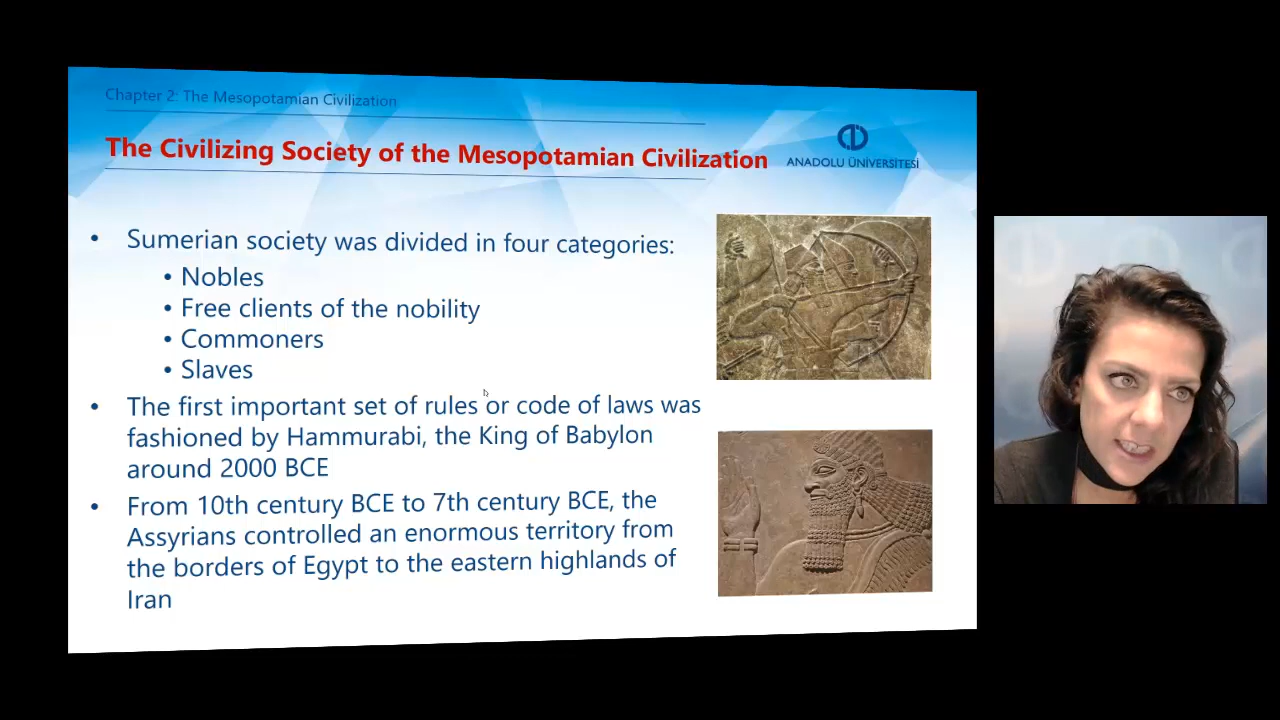 Chapter 2: The Mesopotamian Civilization
The Civilizing Society of the Mesopotamian Civilization
ANADOLU ÜNİVERSİTESİ
• Sumerian society was divided in four categories:
• Nobles
• Free clients of the nobility
• Commoners
• Slaves
• The first important set of rules or code of laws was
fashioned by Hammurabi, the King of Babylon
around 2000 BCE
• From 10th century BCE to 7th century BCE, the
Assyrians controlled an enormous territory from
the borders of Egypt to the eastern highlands of
Iran